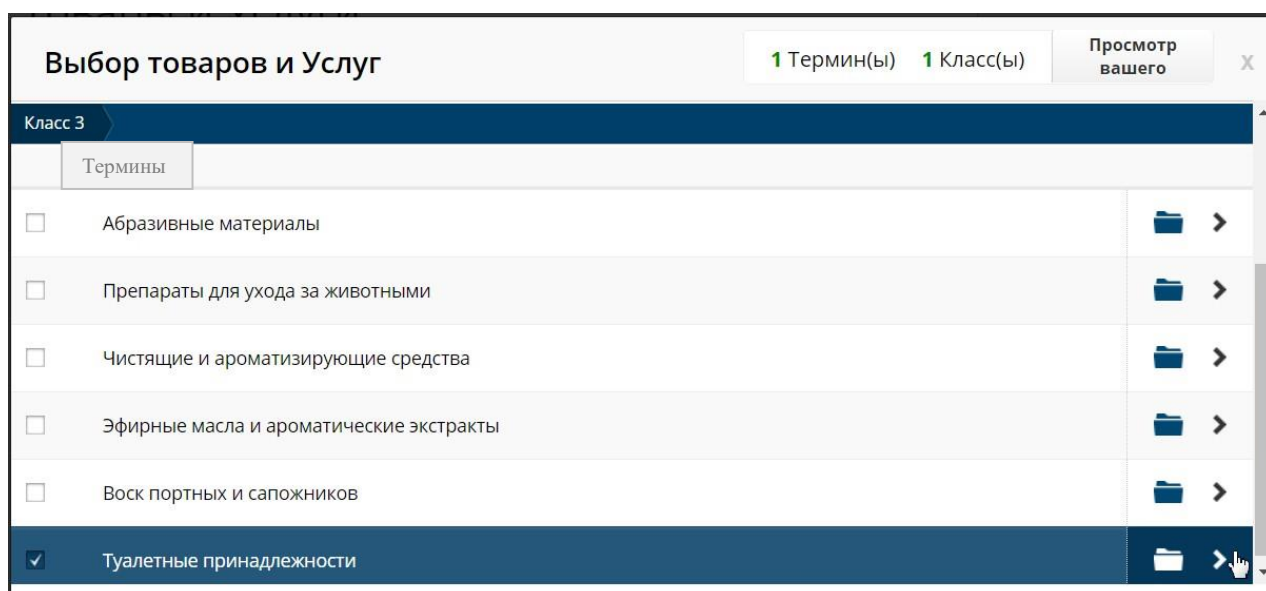 Выбор товаров и Услуг
1 Термин(ы) 1 Класс(ы)
Просмотр
вашего
X
Класс 3
Термины
Абразивные материалы
Препараты для ухода за животными
Чистящие и ароматизирующие средства
Эфирные масла и ароматические экстракты
Воск портных и сапожников
Туалетные принадлежности